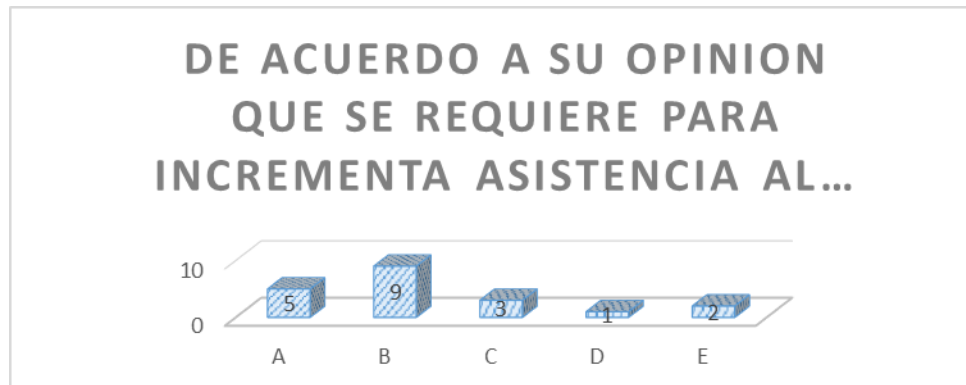 DE ACUERDO A SU OPINION
QUE SE REQUIERE PARA
INCREMENTA ASISTENCIA AL...
10
0
5
9
3
1
2
A
B
C
D
E